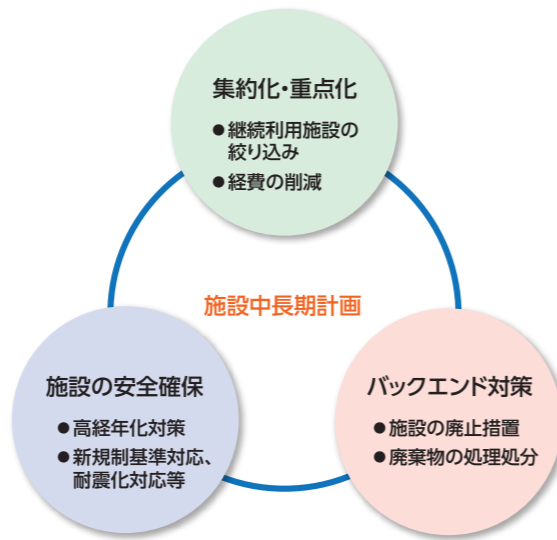 集約化・重点化
●継続利用施設の
絞り込み
●経費の削減
施設中長期計画
施設の安全確保
●高経年化対策
●新規制基準対応、
耐震化対応等
バックエンド対策
●施設の廃止措置
●廃棄物の処理処分